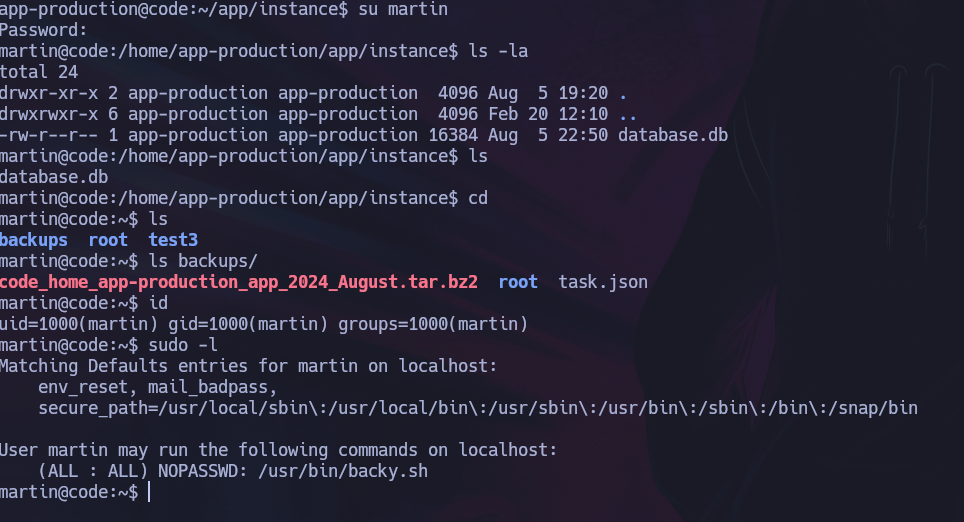 app-production@code:~/app/instance$ su martin
Password:
martin@code:/home/app-production/app/instance$ ls -la
total 24
drwxr-xr-x 2 app-production app-production  4096 Aug  5 19:20 .
drwxrwxr-x 6 app-production app-production  4096 Feb 20 12:10 ..
-rw-r--r-- 1 app-production app-production 16384 Aug  5 22:50 database.db
martin@code:/home/app-production/app/instance$ ls
database.db
martin@code:/home/app-production/app/instance$ cd
martin@code:~$ ls
backups  root  test3
martin@code:~$ ls backups/
code_home_app-production_app_2024_August.tar.bz2  root  task.json
martin@code:~$ id
uid=1000(martin) gid=1000(martin) groups=1000(martin)
martin@code:~$ sudo -l
Matching Defaults entries for martin on localhost:
    env_reset, mail_badpass,
    secure_path=/usr/local/sbin\:/usr/local/bin\:/usr/sbin\:/usr/bin\:/sbin\:/bin\:/snap/bin

User martin may run the following commands on localhost:
    (ALL : ALL) NOPASSWD: /usr/bin/backy.sh
martin@code:~$